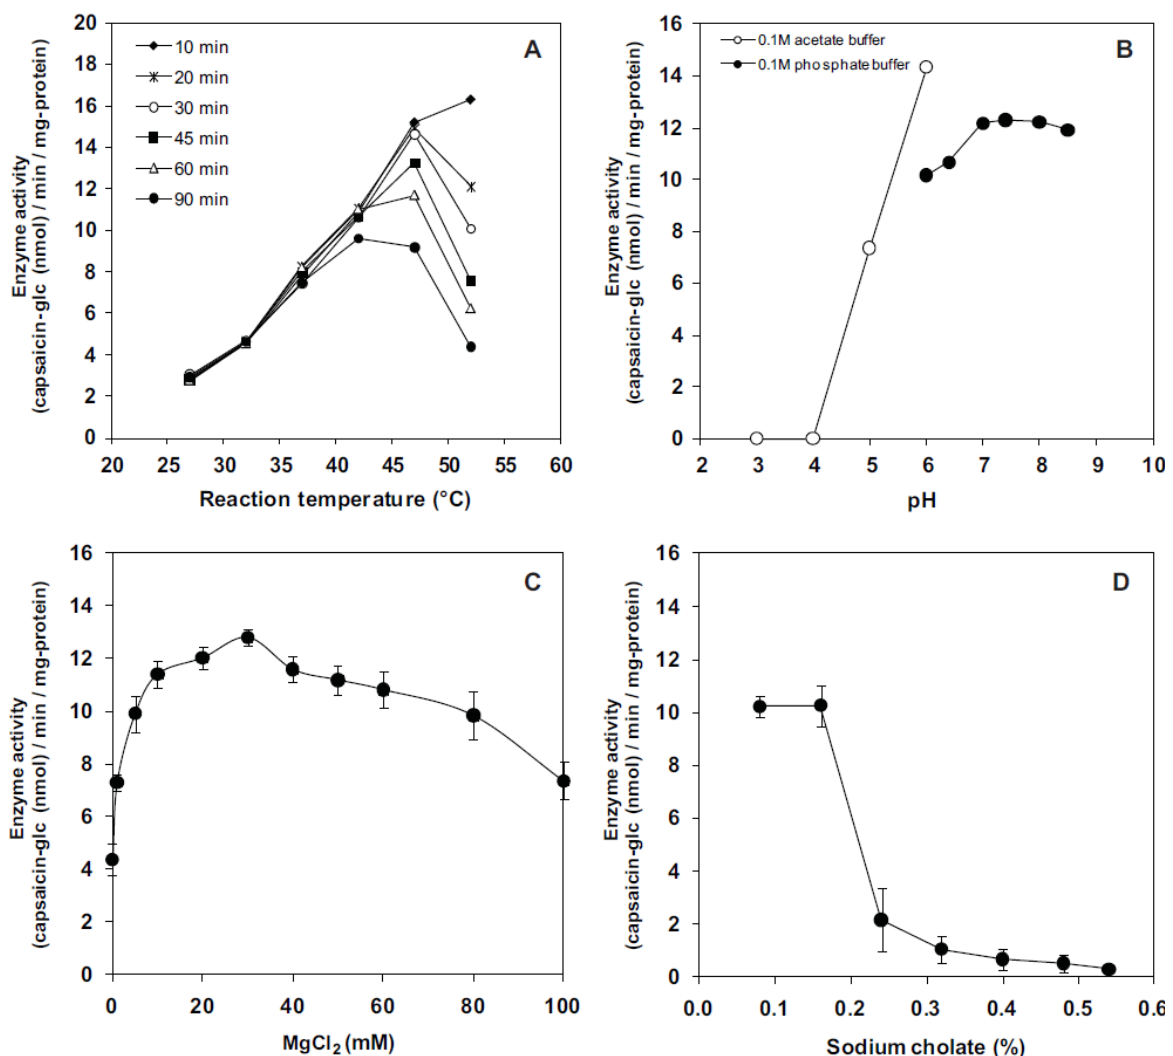 A
10 min
20 min
30 min
45 min
60 min
90 min
Enzyme activity
(capsaicin-glc (nmol) / min / mg-protein)
20
18
16
14
12
10
8
6
4
2
0
20 25 30 35 40 45 50 55 60
Reaction temperature (°C)
B
0.1M acetate buffer
0.1M phosphate buffer
Enzyme activity
(capsaicin-glc (nmol) / min / mg-protein)
16
14
12
10
8
6
4
2
0
2 3 4 5 6 7 8 9 10
pH
C
Enzyme activity
(capsaicin-glc (nmol) / min / mg-protein)
16
14
12
10
8
6
4
2
0
0 20 40 60 80 100
MgCl₂ (mM)
D
Enzyme activity
(capsaicin-glc (nmol) / min / mg-protein)
16
14
12
10
8
6
4
2
0
0.0 0.1 0.2 0.3 0.4 0.5 0.6
Sodium cholate (%)